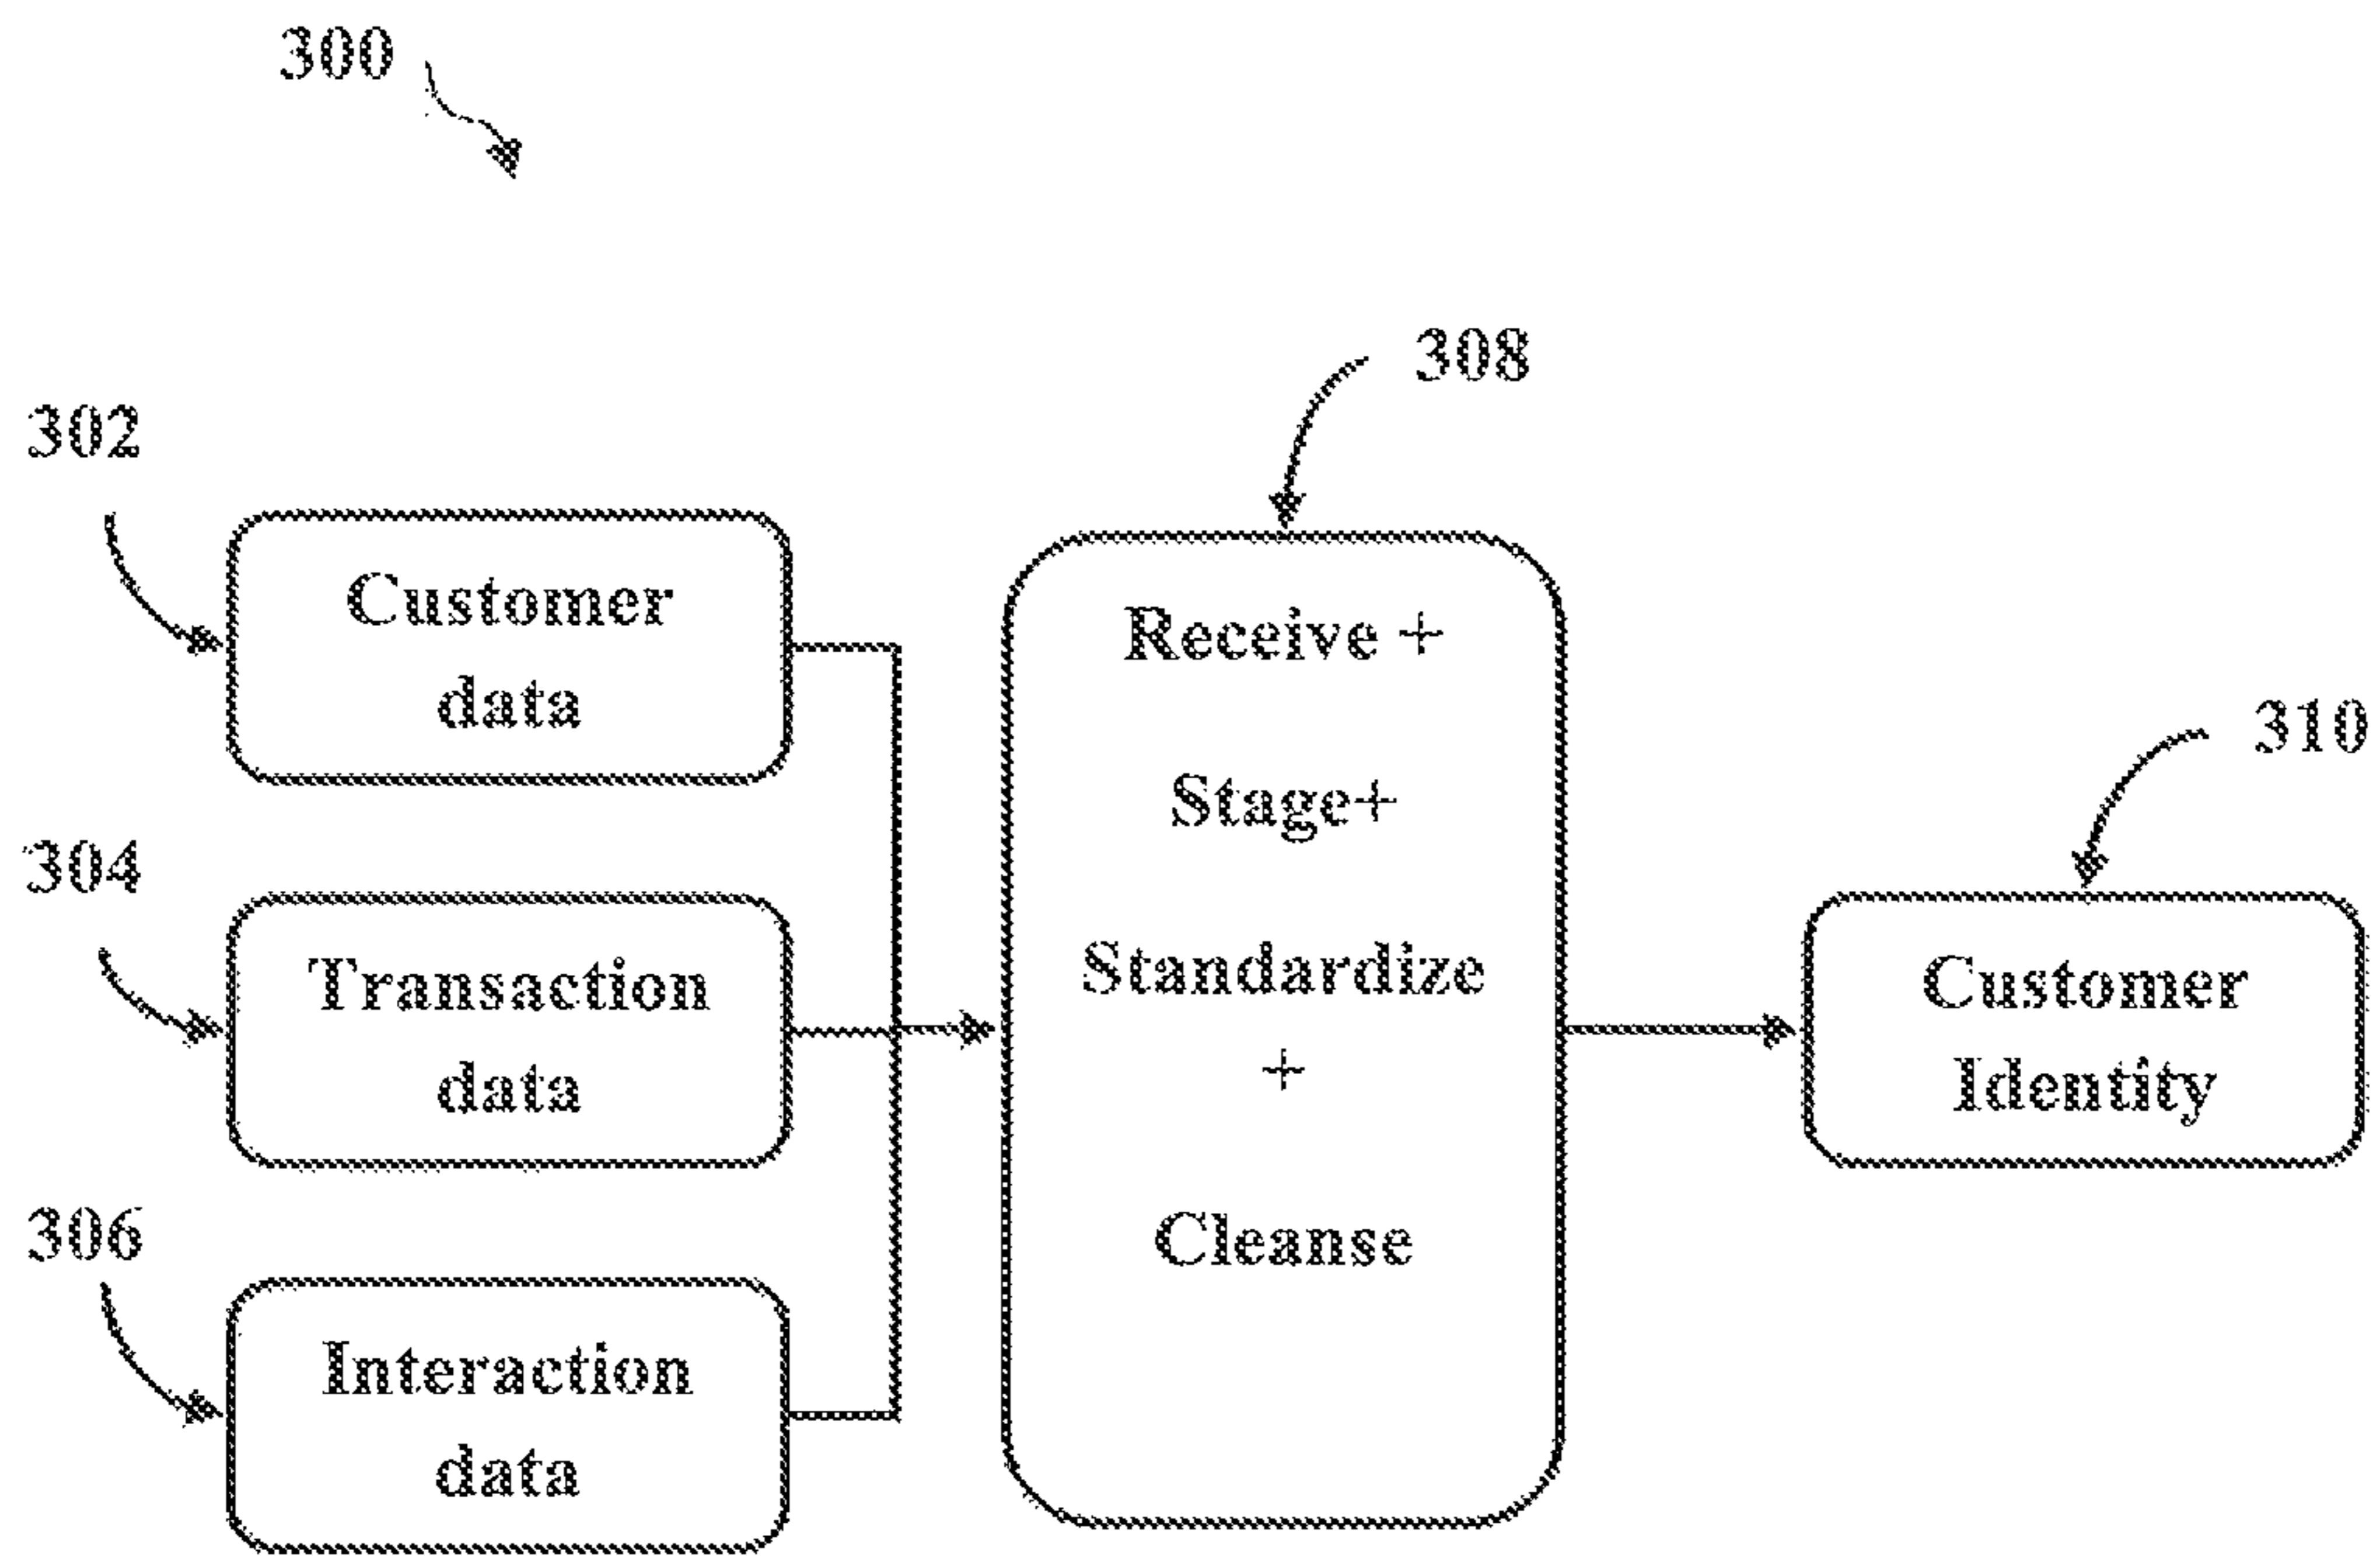 300
308
302
Customer
data
Receive +
Stage+
Standardize
+
Cleanse
310
304
Transaction
data
Customer
Identity
306
Interaction
data